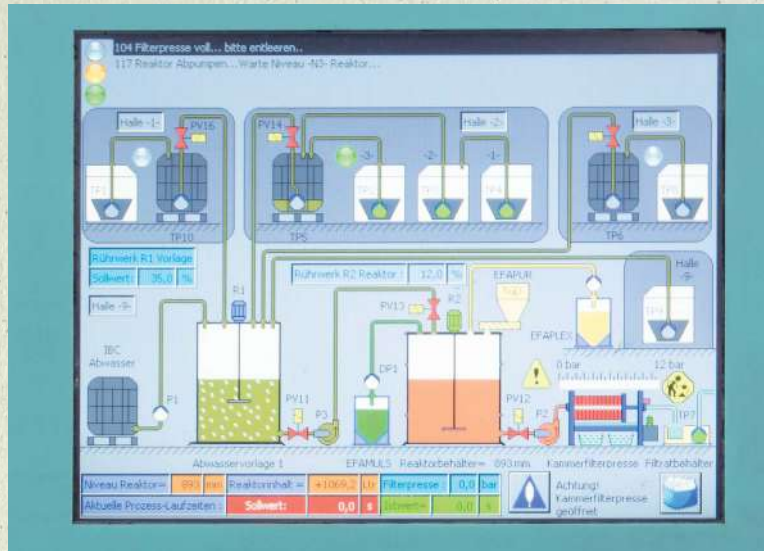 104 Filterpresse voll... bitte entleeren..
117 Reaktor Abpumpen...Warte Niveau -N3- Reaktor...
Halle -1-
PV16
PV14
Halle -2-
Halle -3-
-3-
-2-
-1-
TP10
TP5
TP6
Rührwerk R1 Vorlage
Sollwert: 35,0 %
Rührwerk R2 Reaktor : 12,0 %
Halle
-9-
Halle -9-
R1
R2
PV13
EFAPUR
EFAPLEX
IBC
Abwasser
P1
PV11
P3
DP1
PV12
P2
0 bar
12 bar
TP7
Abwasservorlage 1
EFAMULS
Reaktorbehälter= 893 mm
Kammerfilterpresse
Filtratbehälter
Niveau Reaktor= 893 mm
Reaktorinhalt = +1069,2 Ltr
Filterpresse : 0,0 bar
Aktuelle Prozess-Laufzeiten :
Sollwert: 0,0 s
Istwert= 0,0 s
Achtung!
Kammerfilterpresse
geöffnet